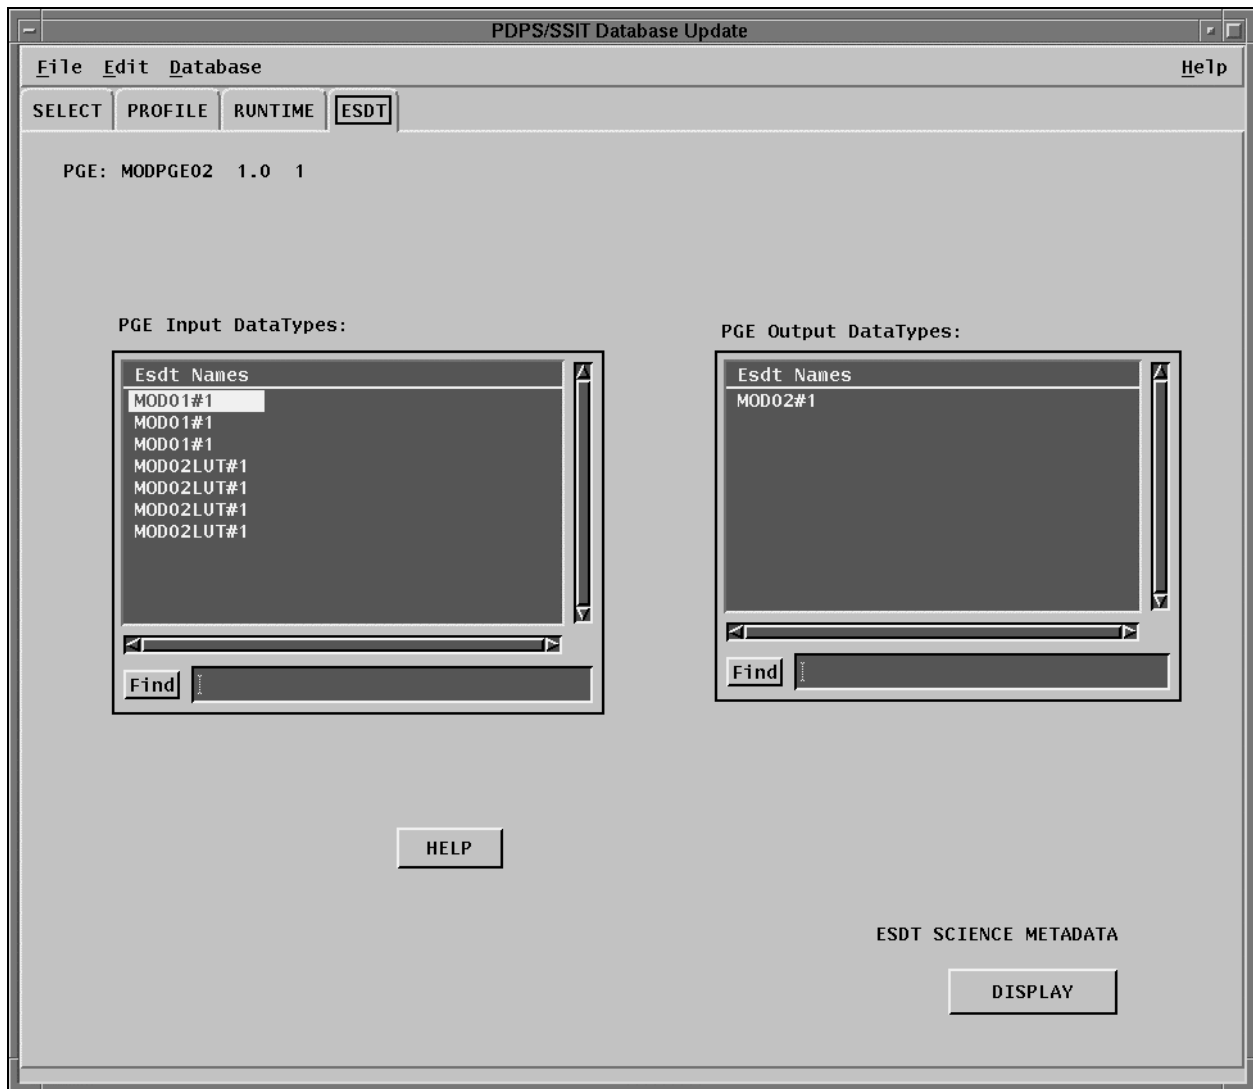 PDPS/SSIT Database Update
File Edit Database Help
SELECT PROFILE RUNTIME ESDT
PGE: MODPGE02 1.0 1
PGE Input DataTypes:
Esdt Names
MOD01#1
MOD01#1
MOD01#1
MOD02LUT#1
MOD02LUT#1
MOD02LUT#1
MOD02LUT#1
Find
PGE Output DataTypes:
Esdt Names
MOD02#1
Find
HELP
ESDT SCIENCE METADATA
DISPLAY